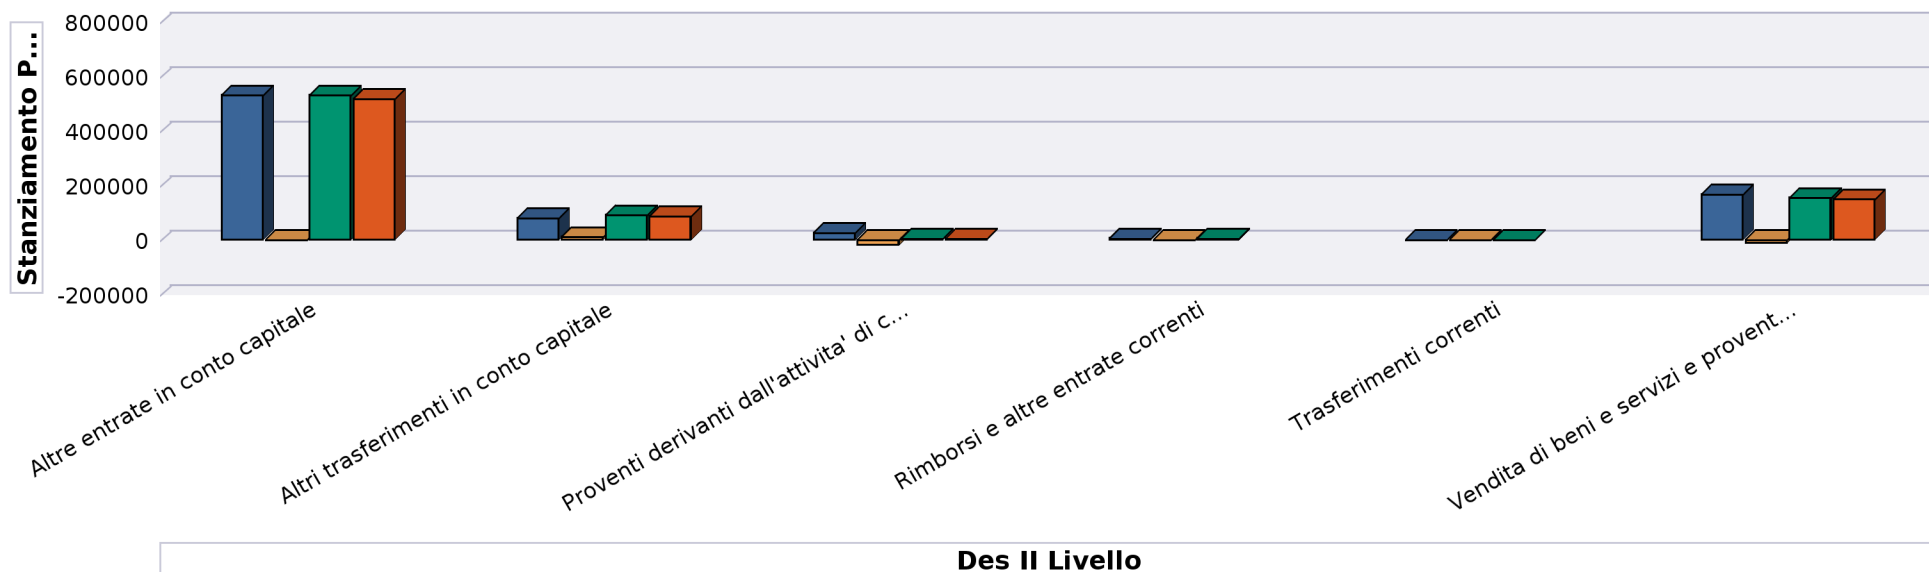 Stanziamento P...
800000
600000
400000
200000
0
-200000
Altre entrate in conto capitale
Altri trasferimenti in conto capitale
Proventi derivanti dall'attivita' di c...
Rimborsi e altre entrate correnti
Trasferimenti correnti
Vendita di beni e servizi e provent...
Des II Livello